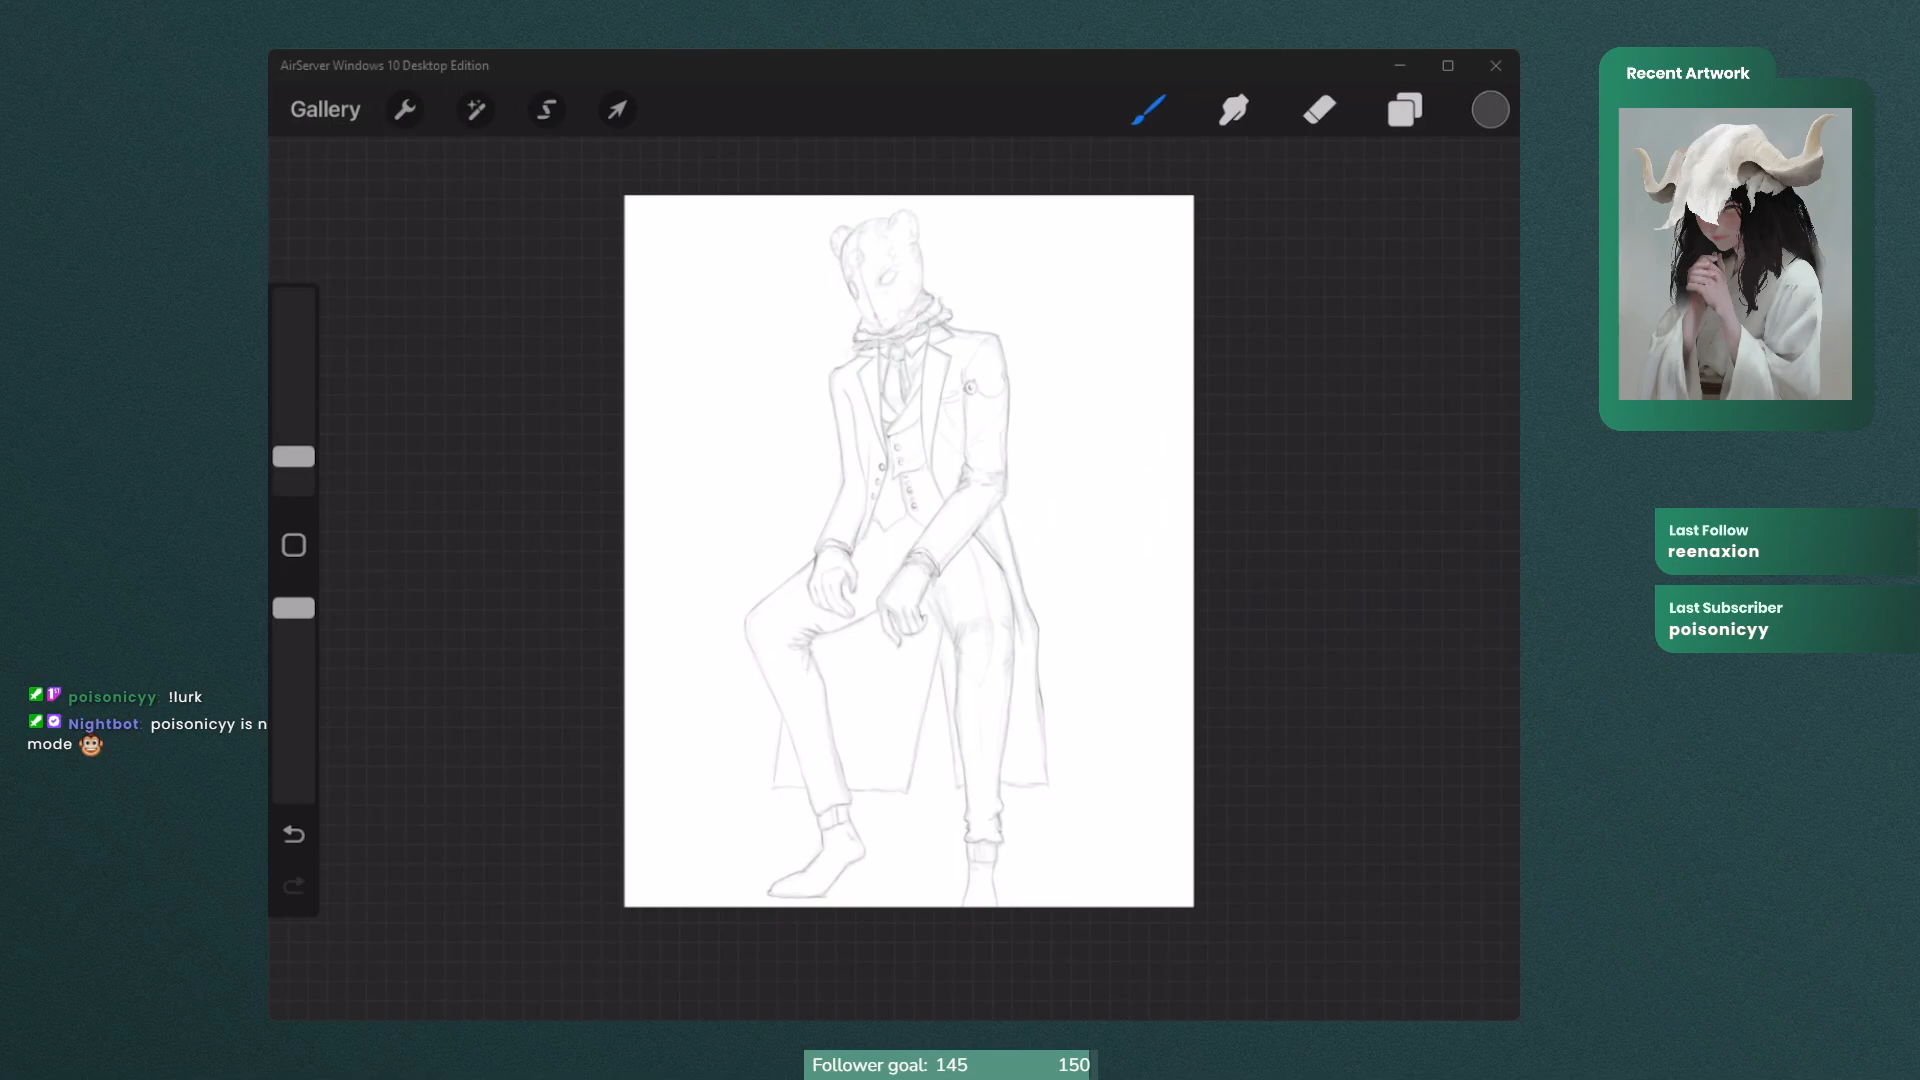 AirServer Windows 10 Desktop Edition
Gallery
Recent Artwork
Last Follow
reenaxion
Last Subscriber
poisonicyy
poisonicyy: !lurk
Nightbot: poisonicyy is n
mode
Follower goal: 145 150